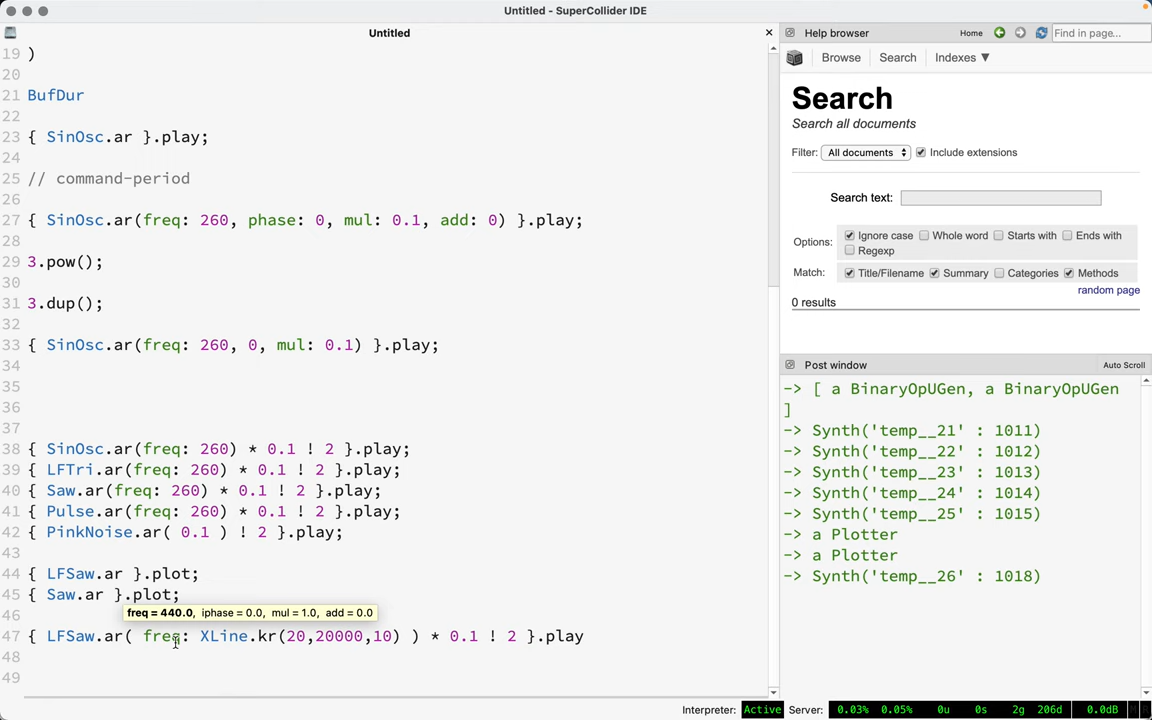 Untitled - SuperCollider IDE
Untitled
19 )
20
21 BufDur
22
23 { SinOsc.ar }.play;
24
25 // command-period
26
27 { SinOsc.ar(freq: 260, phase: 0, mul: 0.1, add: 0) }.play;
28
29 3.pow();
30
31 3.dup();
32
33 { SinOsc.ar(freq: 260, 0, mul: 0.1) }.play;
34
35
36
37
38 { SinOsc.ar(freq: 260) * 0.1 ! 2 }.play;
39 { LFTri.ar(freq: 260) * 0.1 ! 2 }.play;
40 { Saw.ar(freq: 260) * 0.1 ! 2 }.play;
41 { Pulse.ar(freq: 260) * 0.1 ! 2 }.play;
42 { PinkNoise.ar( 0.1 ) ! 2 }.play;
43
44 { LFSaw.ar }.plot;
45 { Saw.ar }.plot;
46
freq = 440.0, iphase = 0.0, mul = 1.0, add = 0.0
47 { LFSaw.ar( freq: XLine.kr(20,20000,10) ) * 0.1 ! 2 }.play
48
49
Help browser Home Find in page...
Browse Search Indexes ▼
Search
Search all documents
Filter: All documents Include extensions
Search text:
Options: Ignore case Whole word Starts with Ends with
Regexp
Match: Title/Filename Summary Categories Methods
random page
0 results
Post window Auto Scroll
-> [ a BinaryOpUGen, a BinaryOpUGen
]
-> Synth('temp__21' : 1011)
-> Synth('temp__22' : 1012)
-> Synth('temp__23' : 1013)
-> Synth('temp__24' : 1014)
-> Synth('temp__25' : 1015)
-> a Plotter
-> a Plotter
-> Synth('temp__26' : 1018)
Interpreter: Active Server: 0.03% 0.05% 0u 0s 2g 206d 0.0dB M R